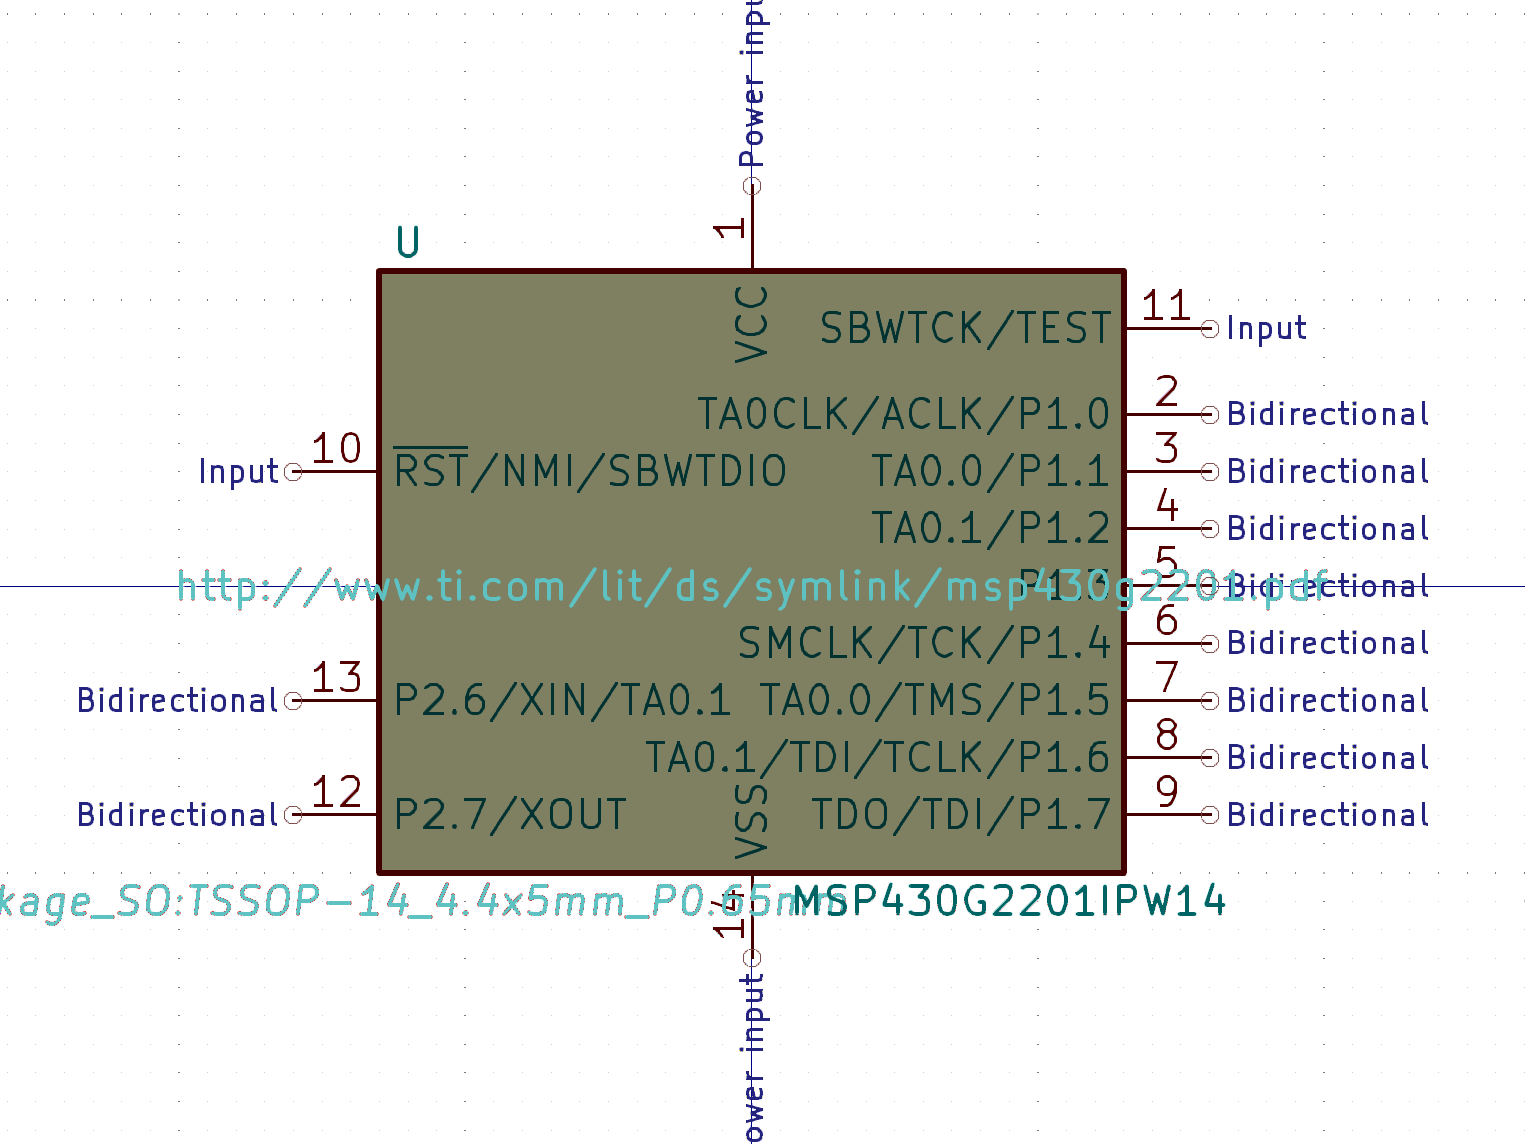 Power inpu
1
U
VCC
SBWTCK/TEST 11 Input
TA0CLK/ACLK/P1.0 2 Bidirectional
Input 10 RST/NMI/SBWTDIO TA0.0/P1.1 3 Bidirectional
TA0.1/P1.2 4 Bidirectional
P1.3 5 Bidirectional
http://www.ti.com/lit/ds/symlink/msp430g2201.pdf
SMCLK/TCK/P1.4 6 Bidirectional
Bidirectional 13 P2.6/XIN/TA0.1 TA0.0/TMS/P1.5 7 Bidirectional
TA0.1/TDI/TCLK/P1.6 8 Bidirectional
Bidirectional 12 P2.7/XOUT VSS TDO/TDI/P1.7 9 Bidirectional
kage_SO:TSSOP-14_4.4x5mm_P0.65mm MSP430G2201IPW14
14
ower input